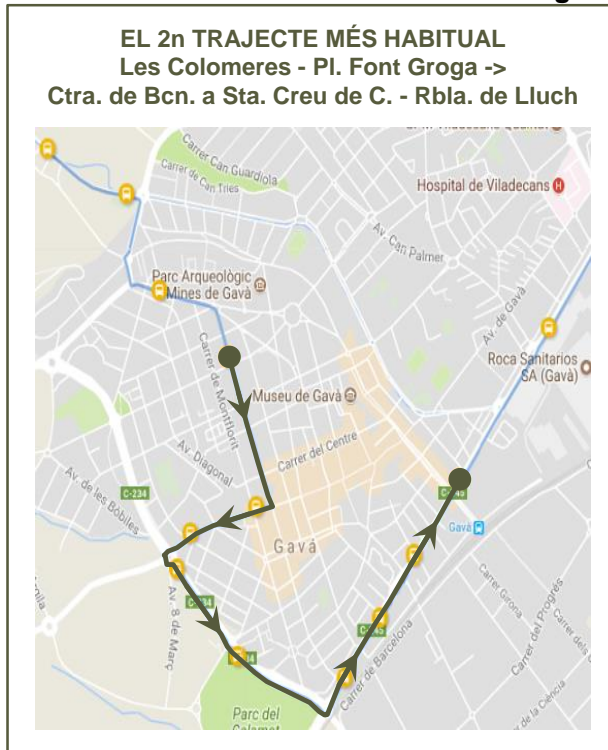 EL 2n TRAJECTE MÉS HABITUAL
Les Colomeres - Pl. Font Groga ->
Ctra. de Bcn. a Sta. Creu de C. - Rbla. de Lluch
Carrer Can Guardiola
Carrer de Can Tries
Hospital de Viladecans
H
Av. Can Palmer
Parc Arqueològic
Mines de Gavà
Av. de Gavà
Roca Sanitarios
SA (Gavà)
Carrer de Montflorit
Museu de Gavà
Carrer del Centre
Av. Diagonal
Av. de les Bòbiles
C-234
Gavà
Gavà
Av. 8 de Març
Carrer Girona
Carrer del Progrés
Carrer de Barcelona
Carrer de la Ciència
Parc del